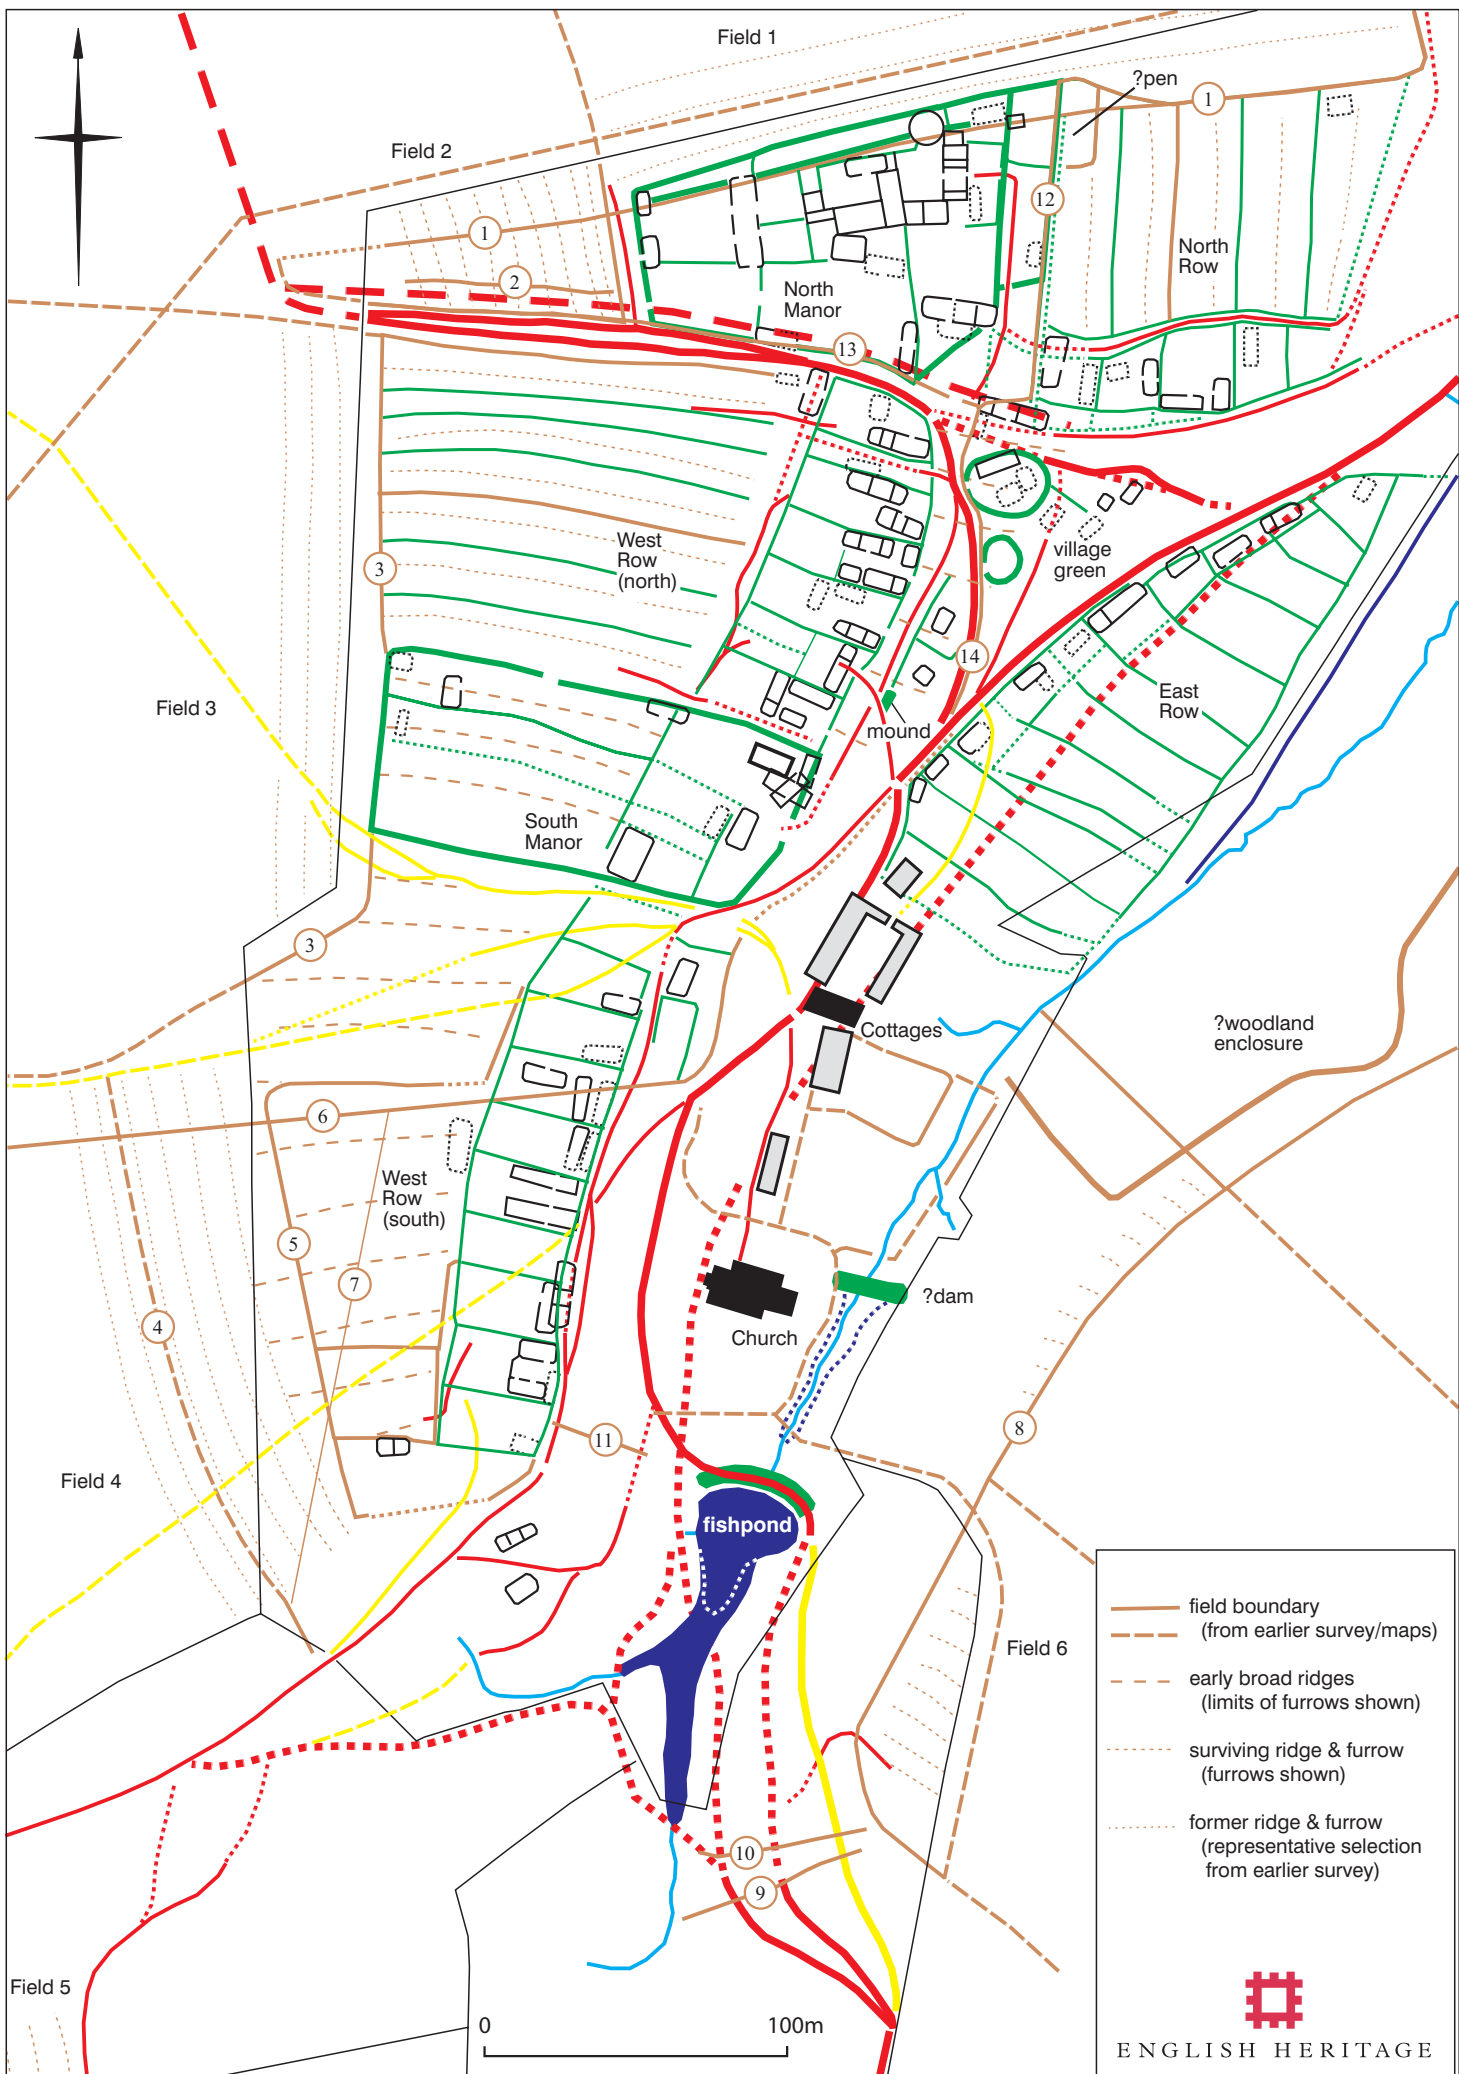 Field 1
?pen
1
Field 2
12
1
North
Row
2
North
Manor
13
West
Row
(north)
village
green
3
14
East
Row
Field 3
mound
South
Manor
3
?woodland
enclosure
Cottages
6
West
Row
(south)
5
7
?dam
4
Church
8
11
Field 4
fishpond
field boundary
(from earlier survey/maps)
Field 6
early broad ridges
(limits of furrows shown)
surviving ridge & furrow
(furrows shown)
former ridge & furrow
(representative selection
from earlier survey)
10
9
Field 5
0 100m
ENGLISH HERITAGE